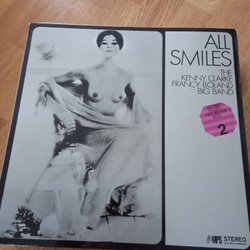 ALL
SMILES
THE
KENNY CLARKE
FRANCY BOLAND
BIG BAND
2
MPS STEREO